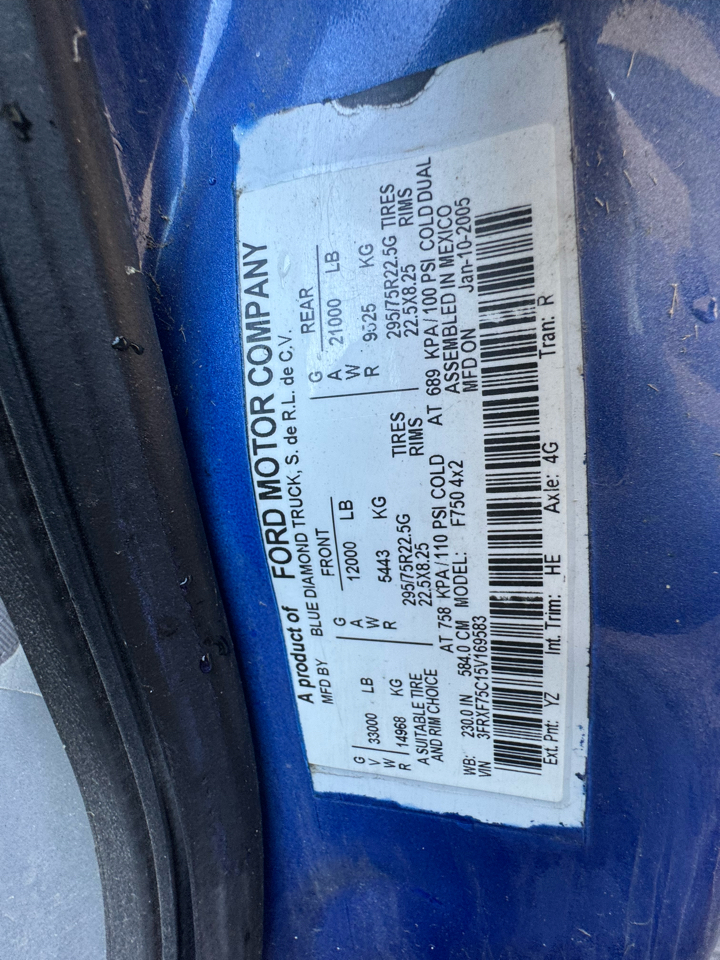 A product of FORD MOTOR COMPANY
MFD BY BLUE DIAMOND TRUCK, S. de R.L. de C.V.
GVWR 33000 LB
14968 KG
FRONT GAWR 12000 LB
5443 KG
REAR GAWR 21000 LB
9525 KG
A SUITABLE TIRE AND RIM CHOICE
295/75R22.5G TIRES
22.5X8.25 RIMS
AT 758 KPA/110 PSI COLD
295/75R22.5G TIRES
22.5X8.25 RIMS
AT 689 KPA/100 PSI COLD DUAL
WB: 230.0 IN 584.0 CM MODEL: F750 4x2
ASSEMBLED IN MEXICO
MFD ON Jan-10-2005
VIN 3FRXF75C15V169583
Ext. Pnt: YZ Int. Trim: HE Axle: 4G Tran: R